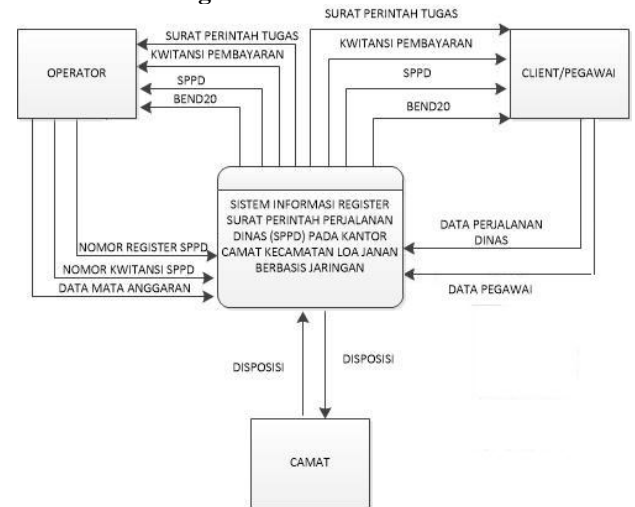 SURAT PERINTAH TUGAS
SURAT PERINTAH TUGAS
KWITANSI PEMBAYARAN
KWITANSI PEMBAYARAN
OPERATOR
SPPD
SPPD
CLIENT/PEGAWAI
BEND20
BEND20
SISTEM INFORMASI REGISTER
SURAT PERINTAH PERJALANAN
DINAS (SPPD) PADA KANTOR
CAMAT KECAMATAN LOA JANAN
BERBASIS JARINGAN
NOMOR REGISTER SPPD
NOMOR KWITANSI SPPD
DATA MATA ANGGARAN
DATA PERJALANAN
DINAS
DATA PEGAWAI
DISPOSISI
DISPOSISI
CAMAT